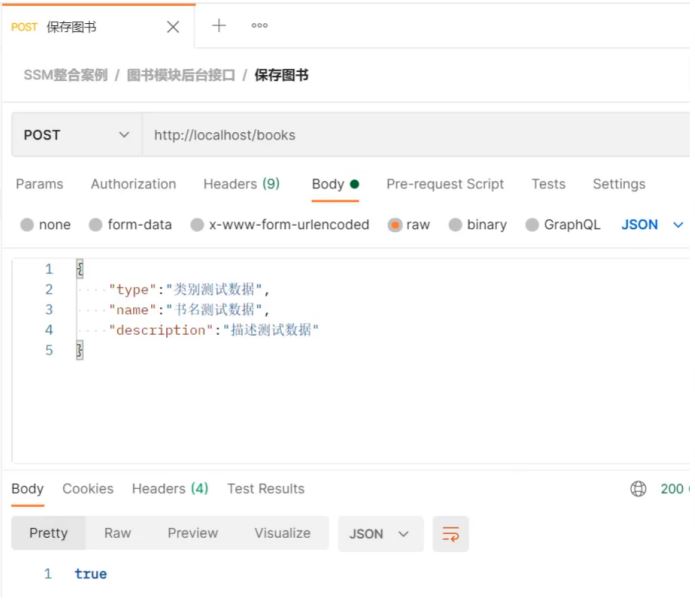 POST 保存图书
SSM整合案例 / 图书模块后台接口 / 保存图书
POST http://localhost/books
Params Authorization Headers (9) Body Pre-request Script Tests Settings
none form-data x-www-form-urlencoded raw binary GraphQL JSON
1 {
2 "type":"类别测试数据",
3 "name":"书名测试数据",
4 "description":"描述测试数据"
5 }
Body Cookies Headers (4) Test Results 200
Pretty Raw Preview Visualize JSON
1 true